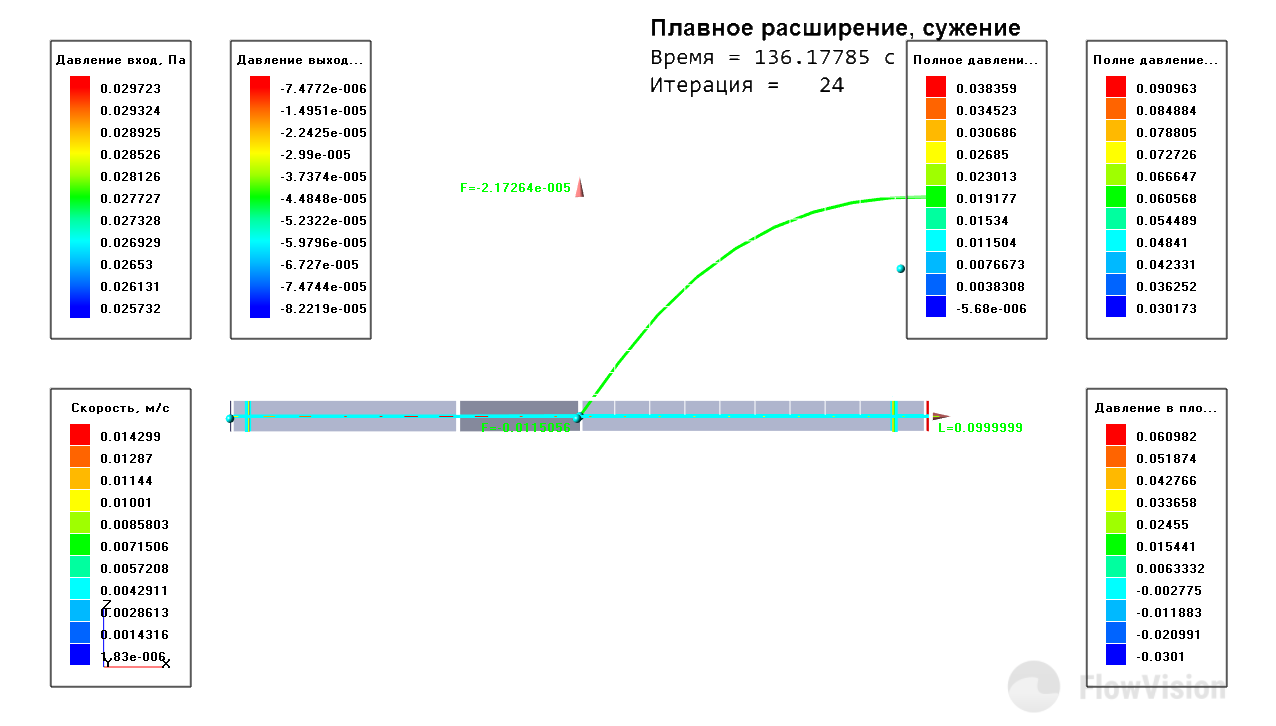 Плавное расширение, сужение
Время = 136.17785 с
Итерация = 24
Давление вход, Па
0.029723
0.029324
0.028925
0.028526
0.028126
0.027727
0.027328
0.026929
0.02653
0.026131
0.025732
Давление выход...
-7.4772e-006
-1.4951e-005
-2.2425e-005
-2.99e-005
-3.7374e-005
-4.4848e-005
-5.2322e-005
-5.9796e-005
-6.727e-005
-7.4744e-005
-8.2219e-005
Полное давлени...
0.038359
0.034523
0.030686
0.02685
0.023013
0.019177
0.01534
0.011504
0.0076673
0.0038308
-5.68e-006
Полне давление...
0.090963
0.084884
0.078805
0.072726
0.066647
0.060568
0.054489
0.04841
0.042331
0.036252
0.030173
F=-2.17264e-005
L=0.0999999
Скорость, м/с
0.014299
0.01287
0.01144
0.01001
0.0085803
0.0071506
0.0057208
0.0042911
0.0028613
0.0014316
1.83e-006
Z
Y
X
Давление в пло...
0.060982
0.051874
0.042766
0.033658
0.02455
0.015441
0.0063332
-0.002775
-0.011883
-0.020991
-0.0301
FlowVision